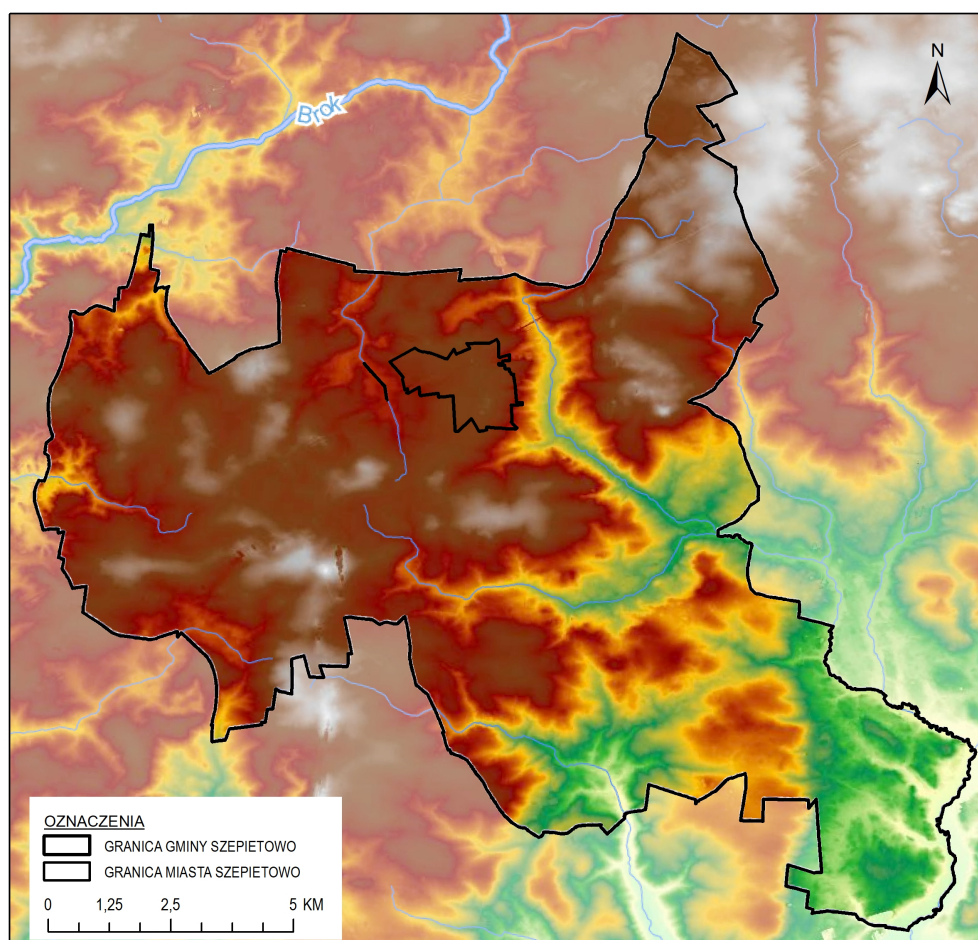 N
Brok
OZNACZENIA
GRANICA GMINY SZEPIETOWO
GRANICA MIASTA SZEPIETOWO
0 1,25 2,5 5 KM